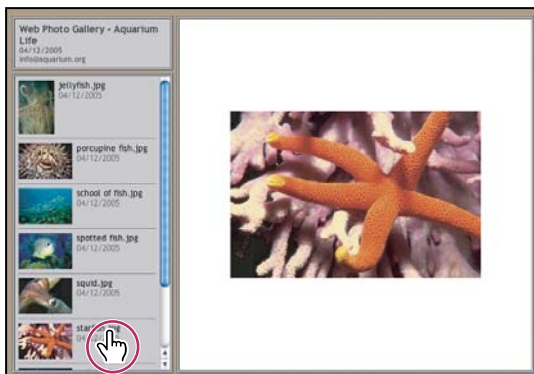 Web Photo Gallery - Aquarium
Life
04/12/2005
info@aquarium.org
jellyfish.jpg
04/12/2005
porcupine fish.jpg
04/12/2005
school of fish.jpg
04/12/2005
spotted fish.jpg
04/12/2005
squid.jpg
04/12/2005